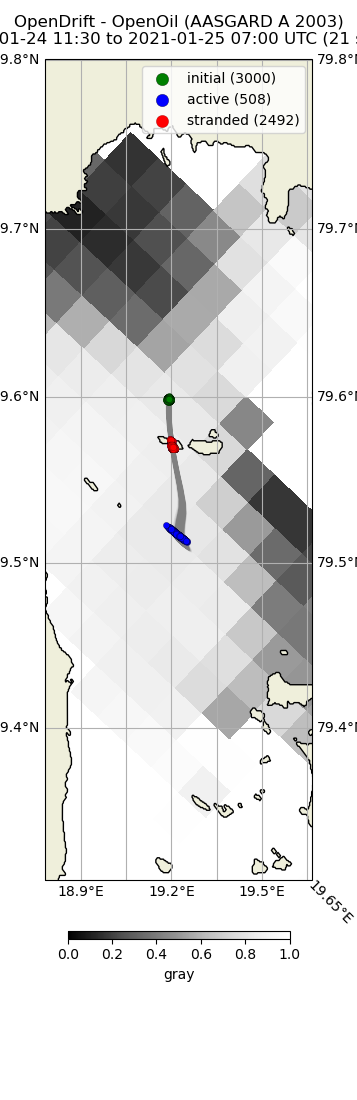 OpenDrift - OpenOil (AASGARD A 2003)
01-24 11:30 to 2021-01-25 07:00 UTC (21
79.8°N
initial (3000)
active (508)
stranded (2492)
9.7°N 79.7°N
9.6°N 79.6°N
9.5°N 79.5°N
9.4°N 79.4°N
18.9°E 19.2°E 19.5°E 19.65°E
0.0 0.2 0.4 0.6 0.8 1.0
gray